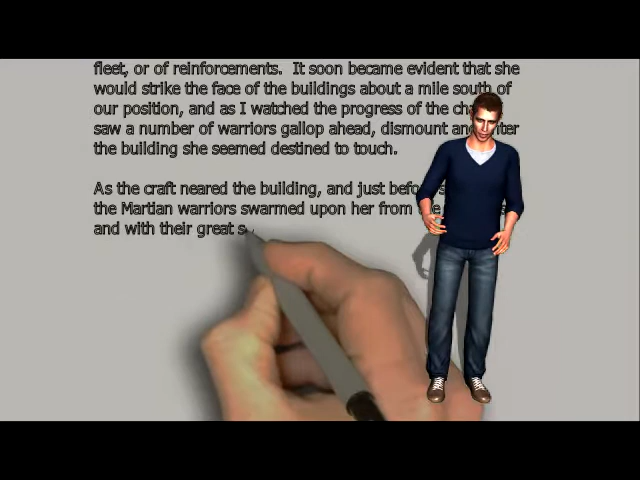 fleet, or of reinforcements. It soon became evident that she
would strike the face of the buildings about a mile south of
our position, and as I watched the progress of the
saw a number of warriors gallop ahead, dismount and enter
the building she seemed destined to touch.
As the craft neared the building, and just
the Martian warriors swarmed upon her from
and with their great